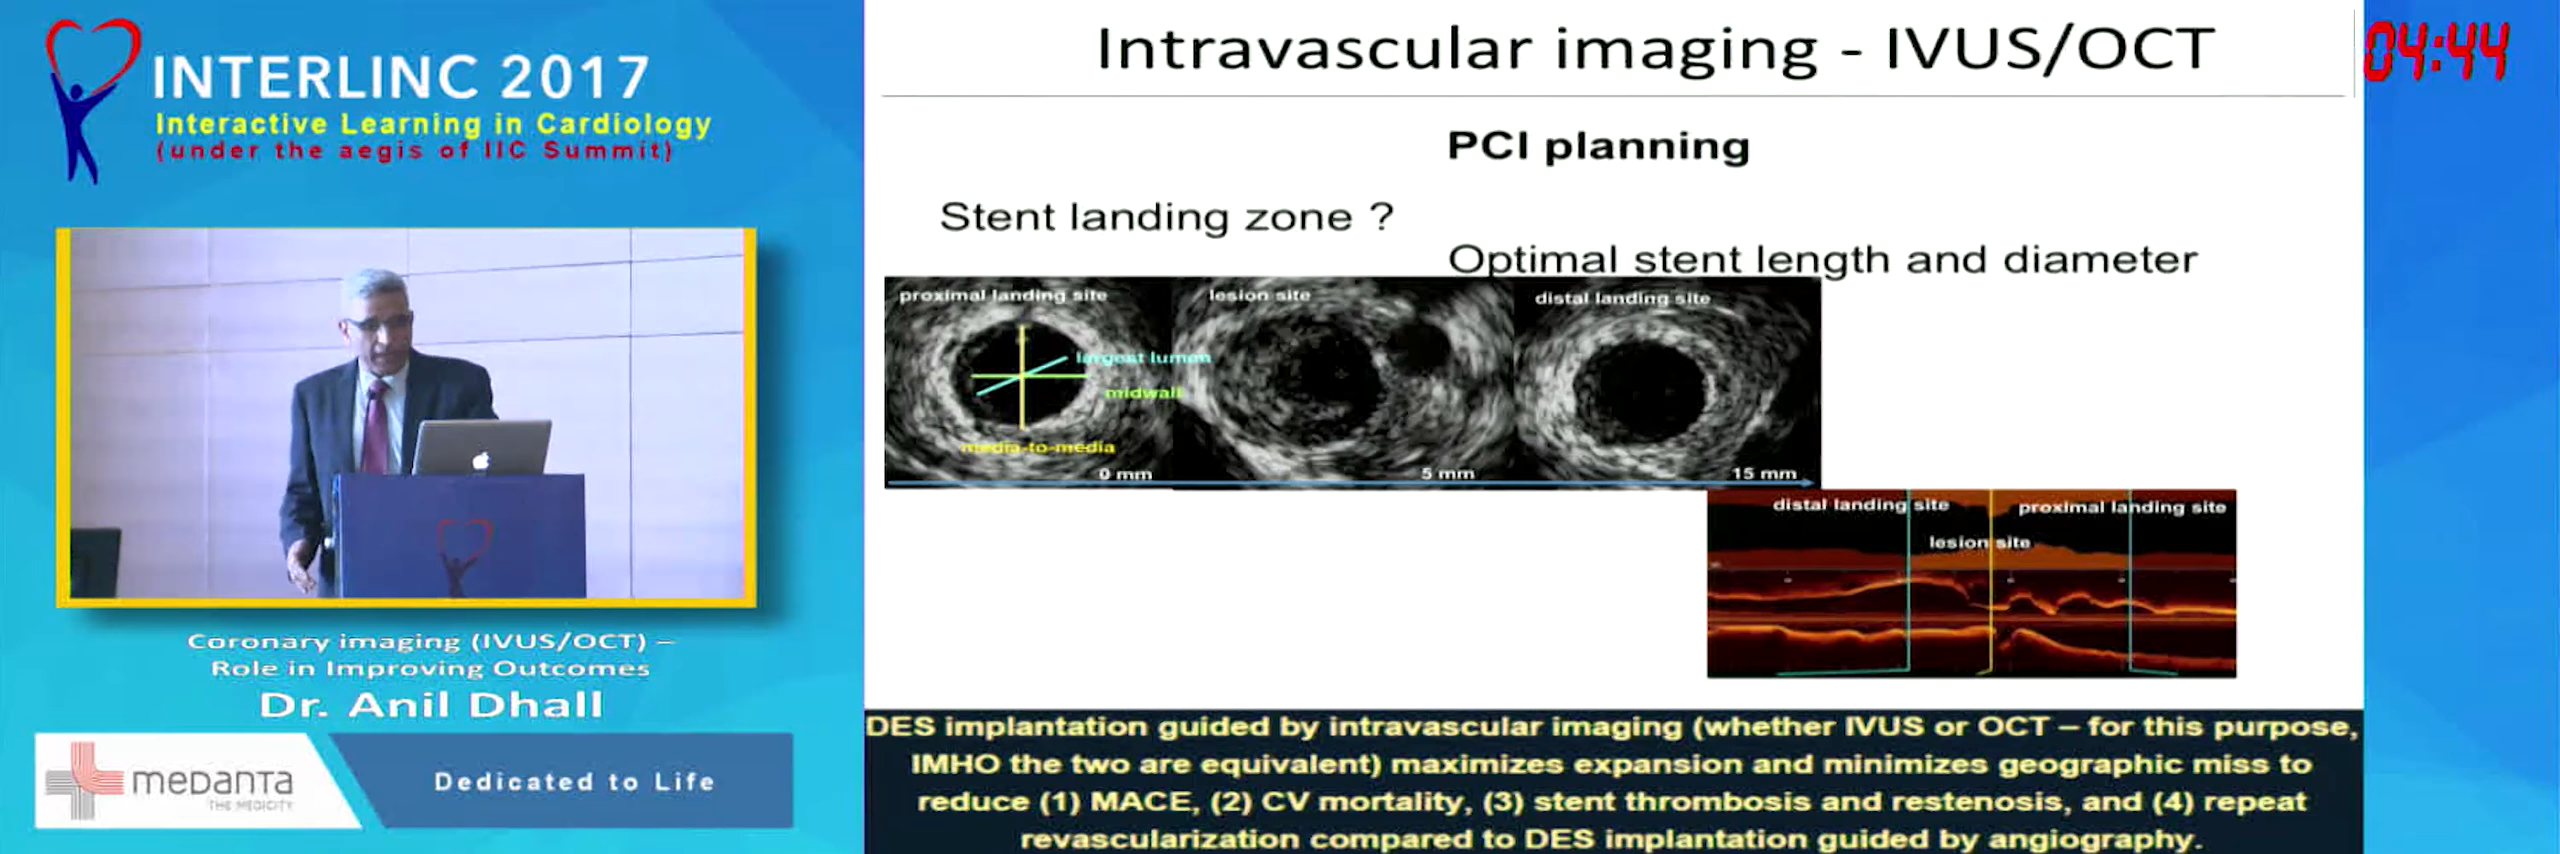 INTERLINC 2017
Interactive Learning in Cardiology
(under the aegis of IIC Summit)
Coronary imaging (IVUS/OCT) –
Role in Improving Outcomes
Dr. Anil Dhall
medanta
THE MEDICITY
Dedicated to Life
Intravascular imaging - IVUS/OCT
04:44
PCI planning
Stent landing zone ?
Optimal stent length and diameter
proximal landing site
lesion site
distal landing site
largest lumen
midwall
media-to-media
0 mm
5 mm
15 mm
distal landing site
proximal landing site
lesion site
DES implantation guided by intravascular imaging (whether IVUS or OCT – for this purpose,
IMHO the two are equivalent) maximizes expansion and minimizes geographic miss to
reduce (1) MACE, (2) CV mortality, (3) stent thrombosis and restenosis, and (4) repeat
revascularization compared to DES implantation guided by angiography.